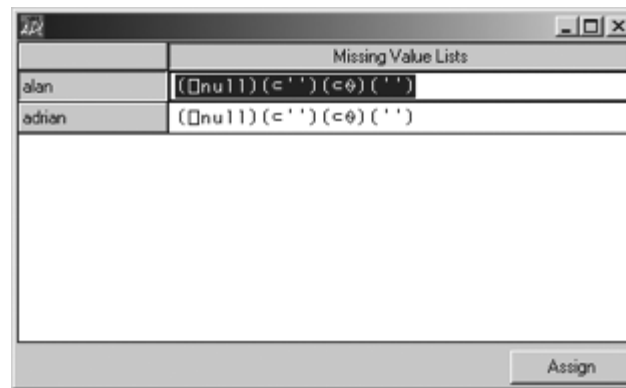 Missing Value Lists
alan (⎕null)(⊂'')(⊂⍬)('')
adrian (⎕null)(⊂'')(⊂⍬)('')
Assign